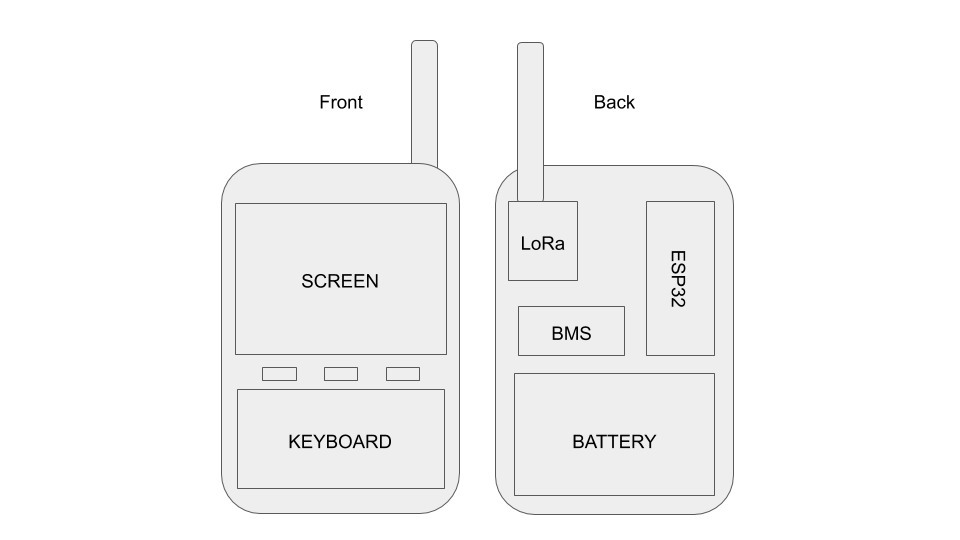 Front
Back
SCREEN
KEYBOARD
LoRa
ESP32
BMS
BATTERY